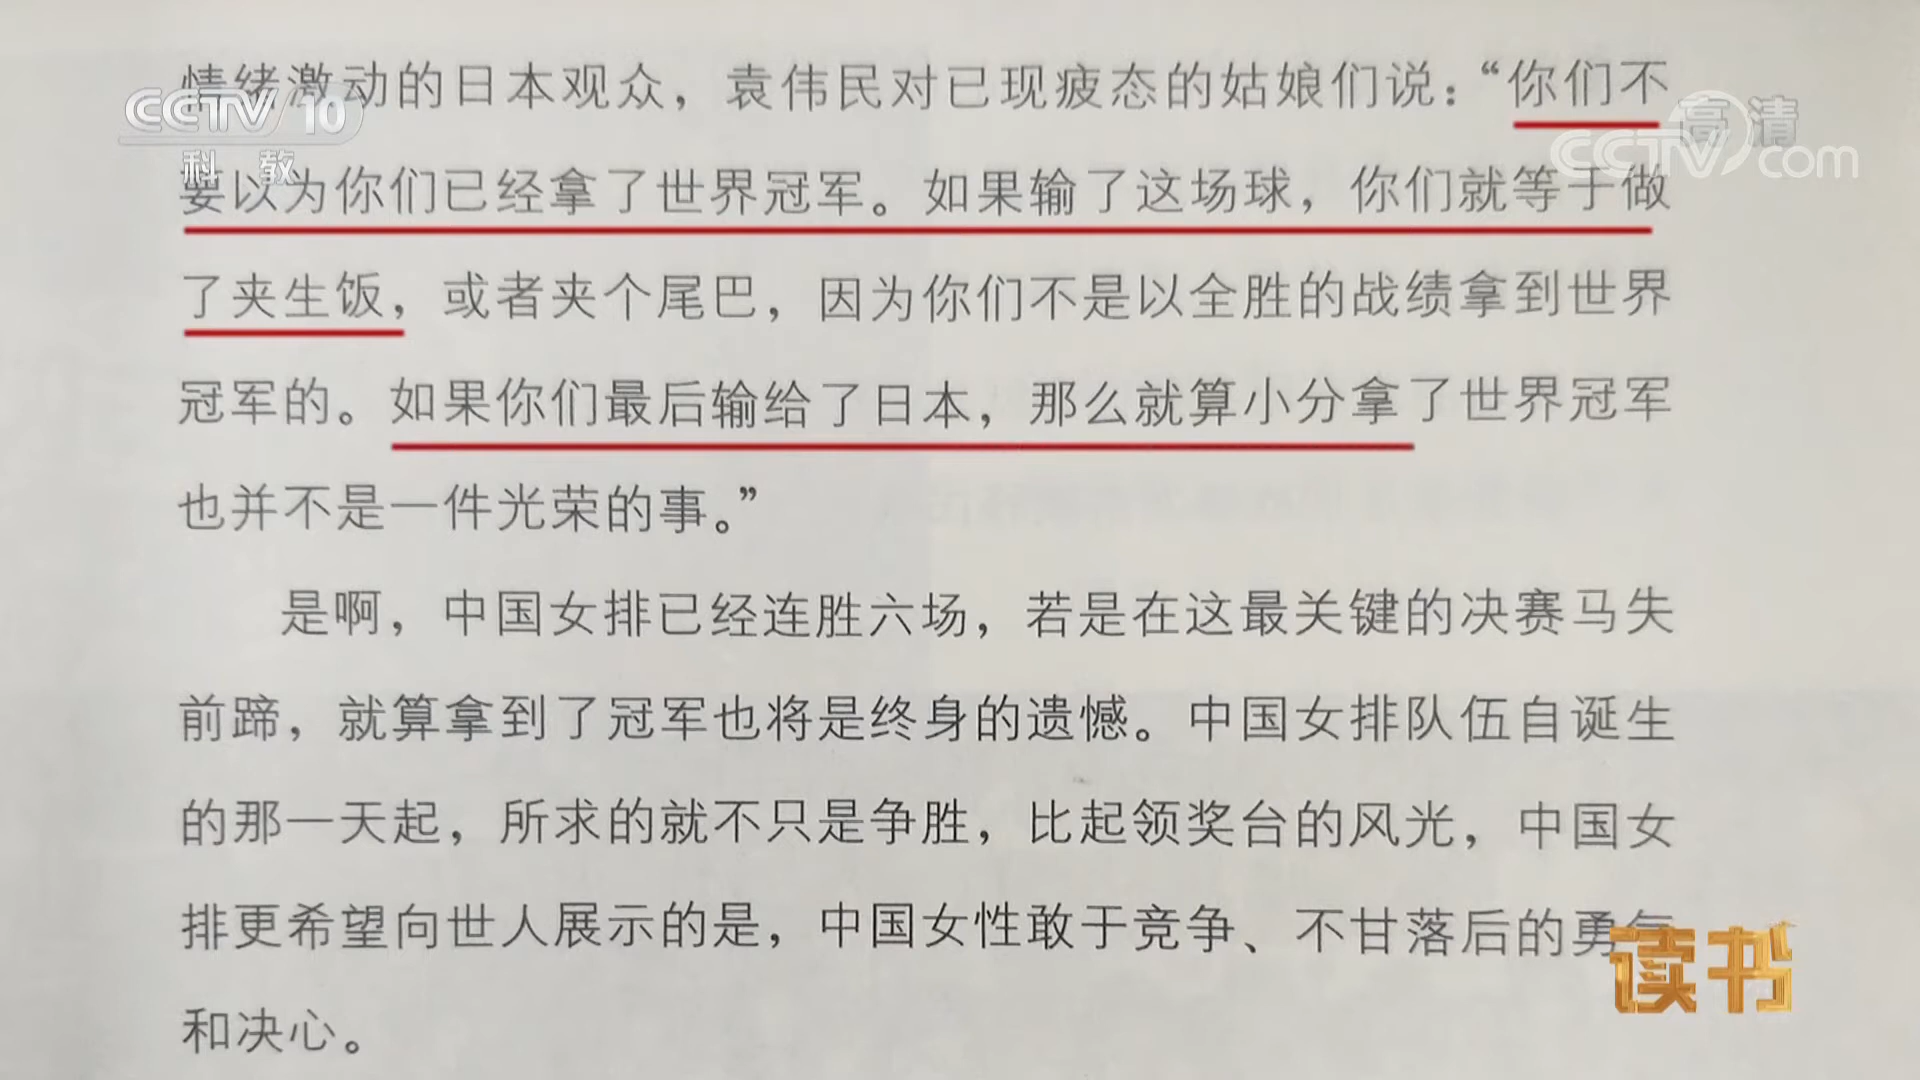 情绪激动的日本观众，袁伟民对已现疲态的姑娘们说：“你们不
要以为你们已经拿了世界冠军。如果输了这场球，你们就等于做
了夹生饭，或者夹个尾巴，因为你们不是以全胜的战绩拿到世界
冠军的。如果你们最后输给了日本，那么就算小分拿了世界冠军
也并不是一件光荣的事。”
是啊，中国女排已经连胜六场，若是在这最关键的决赛马失
前蹄，就算拿到了冠军也将是终身的遗憾。中国女排队伍自诞生
的那一天起，所求的就不只是争胜，比起领奖台的风光，中国女
排更希望向世人展示的是，中国女性敢于竞争、不甘落后的勇气
和决心。
CCTV 10
科教
高清
CCTV.com
读书